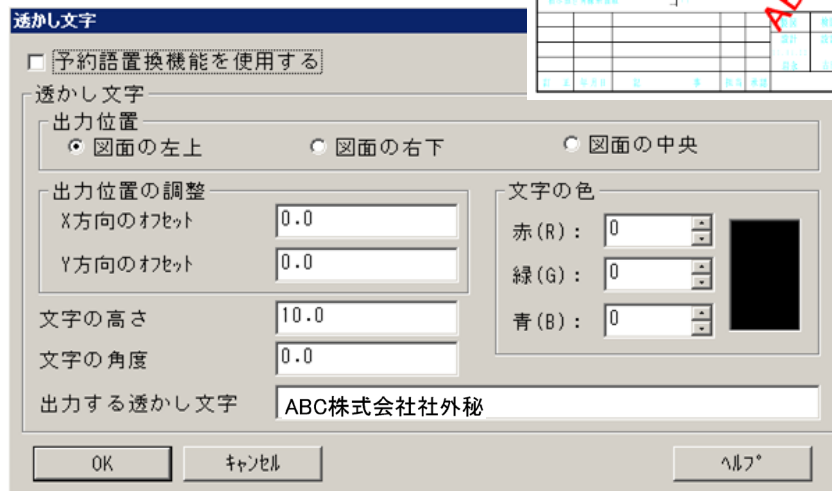 透かし文字
予約語置換機能を使用する
透かし文字
出力位置
図面の左上 図面の右下 図面の中央
出力位置の調整
X方向のｵﾌｾｯﾄ 0.0
Y方向のｵﾌｾｯﾄ 0.0
文字の色
赤(R): 0
緑(G): 0
青(B): 0
文字の高さ 10.0
文字の角度 0.0
出力する透かし文字 ABC株式会社社外秘
OK ｷｬﾝｾﾙ ﾍﾙﾌﾟ